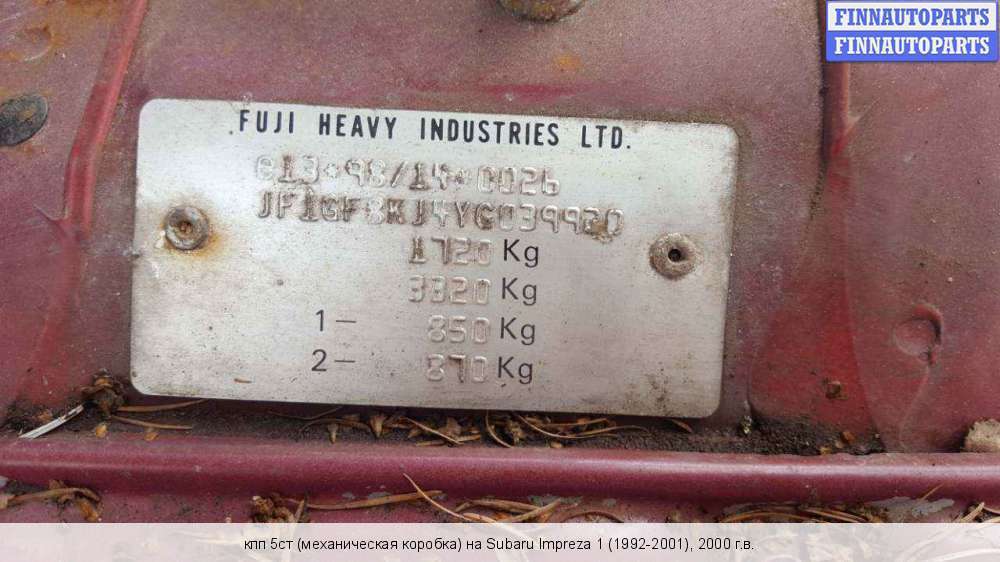 FINNAUTOPARTS
FINNAUTOPARTS
FUJI HEAVY INDUSTRIES LTD.
e13*98/14*0026
JF1GF8KJ4YG039920
1720 Kg
3320 Kg
1- 850 Kg
2- 870 Kg
кпп 5ст (механическая коробка) на Subaru Impreza 1 (1992-2001), 2000 г.в.